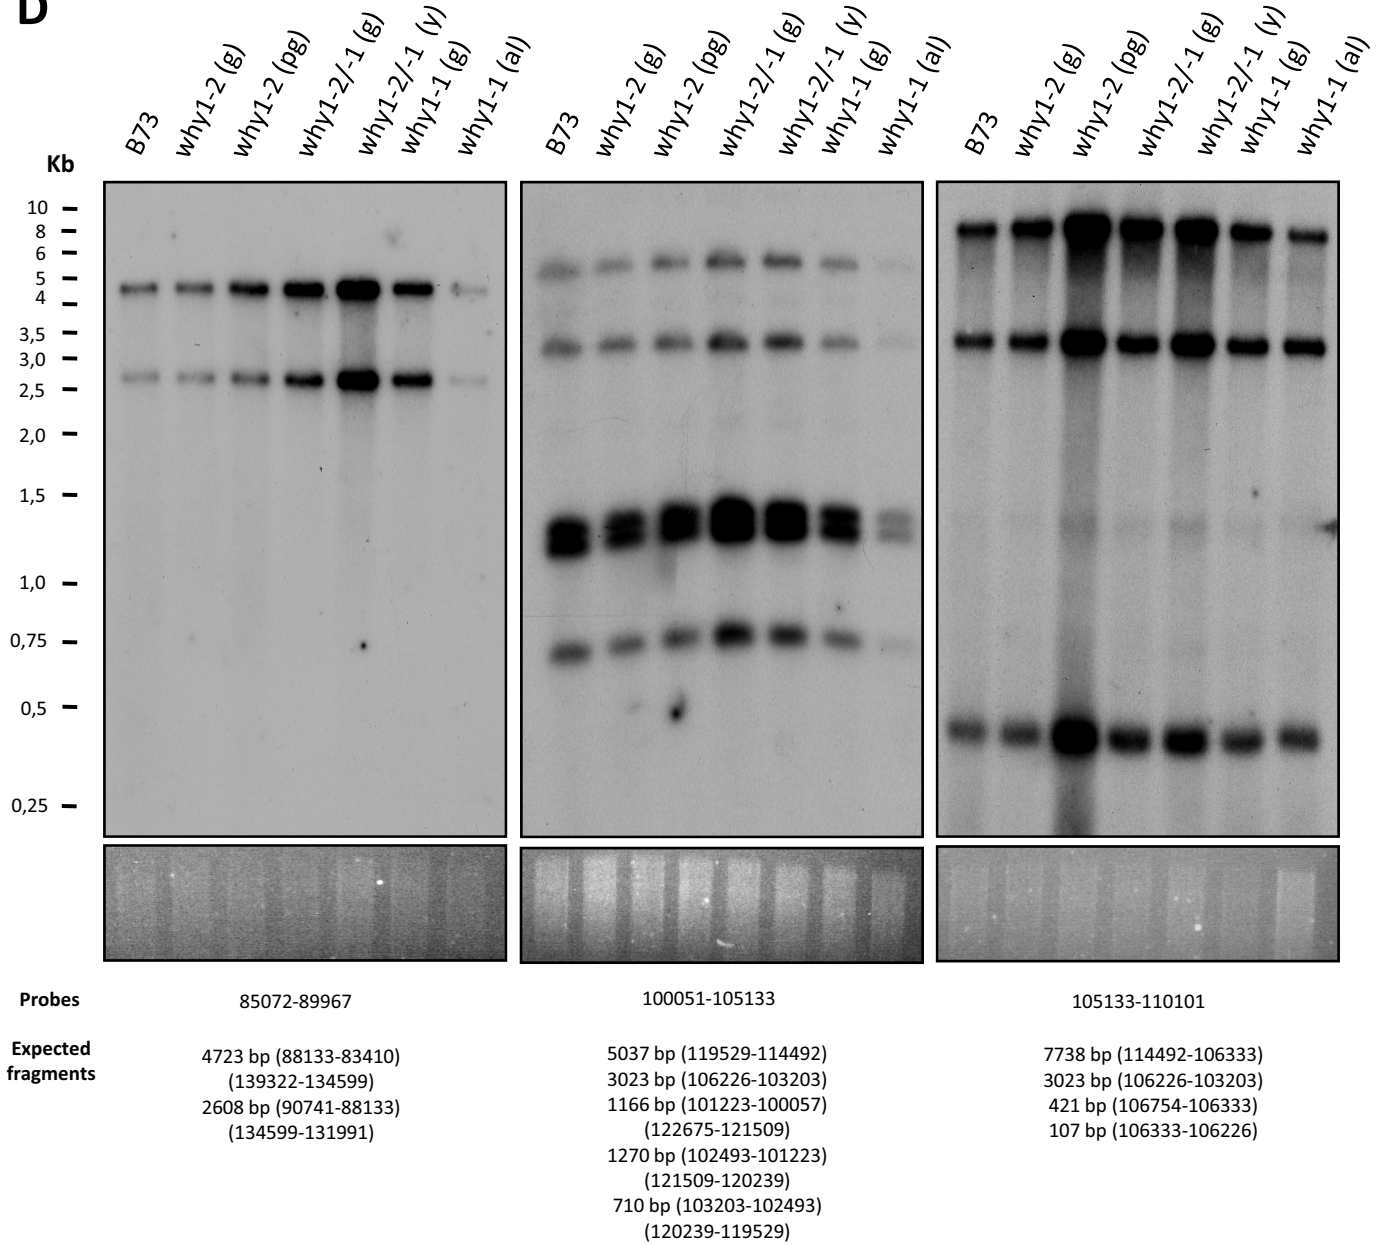 D
B73
why1-2 (g)
why1-2 (pg)
why1-2/-1 (g)
why1-2/-1 (y)
why1-1 (g)
why1-1 (al)
B73
why1-2 (g)
why1-2 (pg)
why1-2/-1 (g)
why1-2/-1 (y)
why1-1 (g)
why1-1 (al)
B73
why1-2 (g)
why1-2 (pg)
why1-2/-1 (g)
why1-2/-1 (y)
why1-1 (g)
why1-1 (al)
Kb
10
8
6
5
4
3,5
3,0
2,5
2,0
1,5
1,0
0,75
0,5
0,25
Probes
85072-89967
100051-105133
105133-110101
Expected
fragments
4723 bp (88133-83410)
(139322-134599)
2608 bp (90741-88133)
(134599-131991)
5037 bp (119529-114492)
3023 bp (106226-103203)
1166 bp (101223-100057)
(122675-121509)
1270 bp (102493-101223)
(121509-120239)
710 bp (103203-102493)
(120239-119529)
7738 bp (114492-106333)
3023 bp (106226-103203)
421 bp (106754-106333)
107 bp (106333-106226)